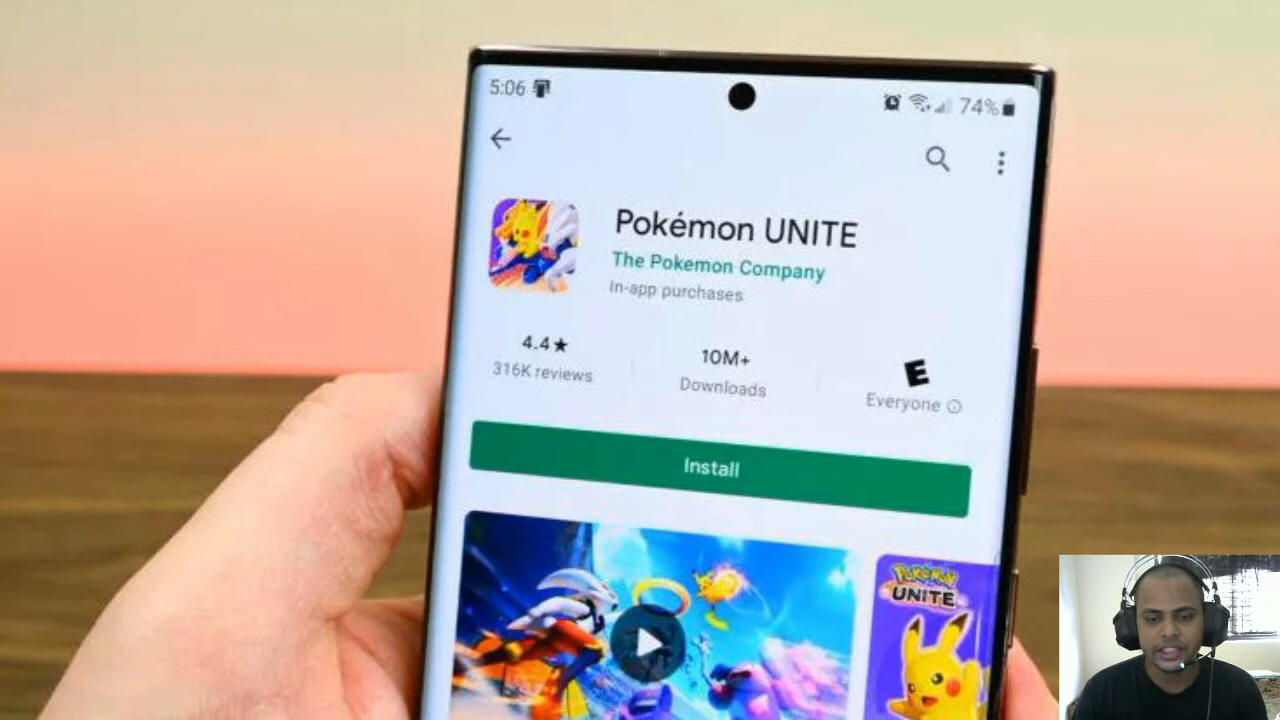 5:06
74%
Pokémon UNITE
The Pokemon Company
In-app purchases
4.4★
316K reviews
10M+
Downloads
E
Everyone
Install
POKÉMON
UNITE